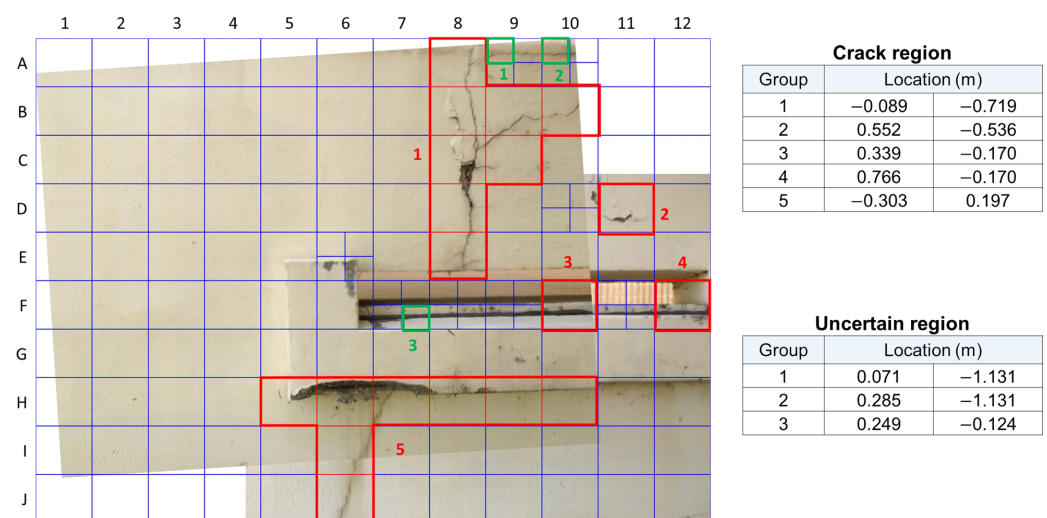 1 2 3 4 5 6 7 8 9 10 11 12
A
B
C
D
E
F
G
H
I
J
1
2
1
2
3
4
3
5
Crack region
Group Location (m)
1 −0.089 −0.719
2 0.552 −0.536
3 0.339 −0.170
4 0.766 −0.170
5 −0.303 0.197
Uncertain region
Group Location (m)
1 0.071 −1.131
2 0.285 −1.131
3 0.249 −0.124